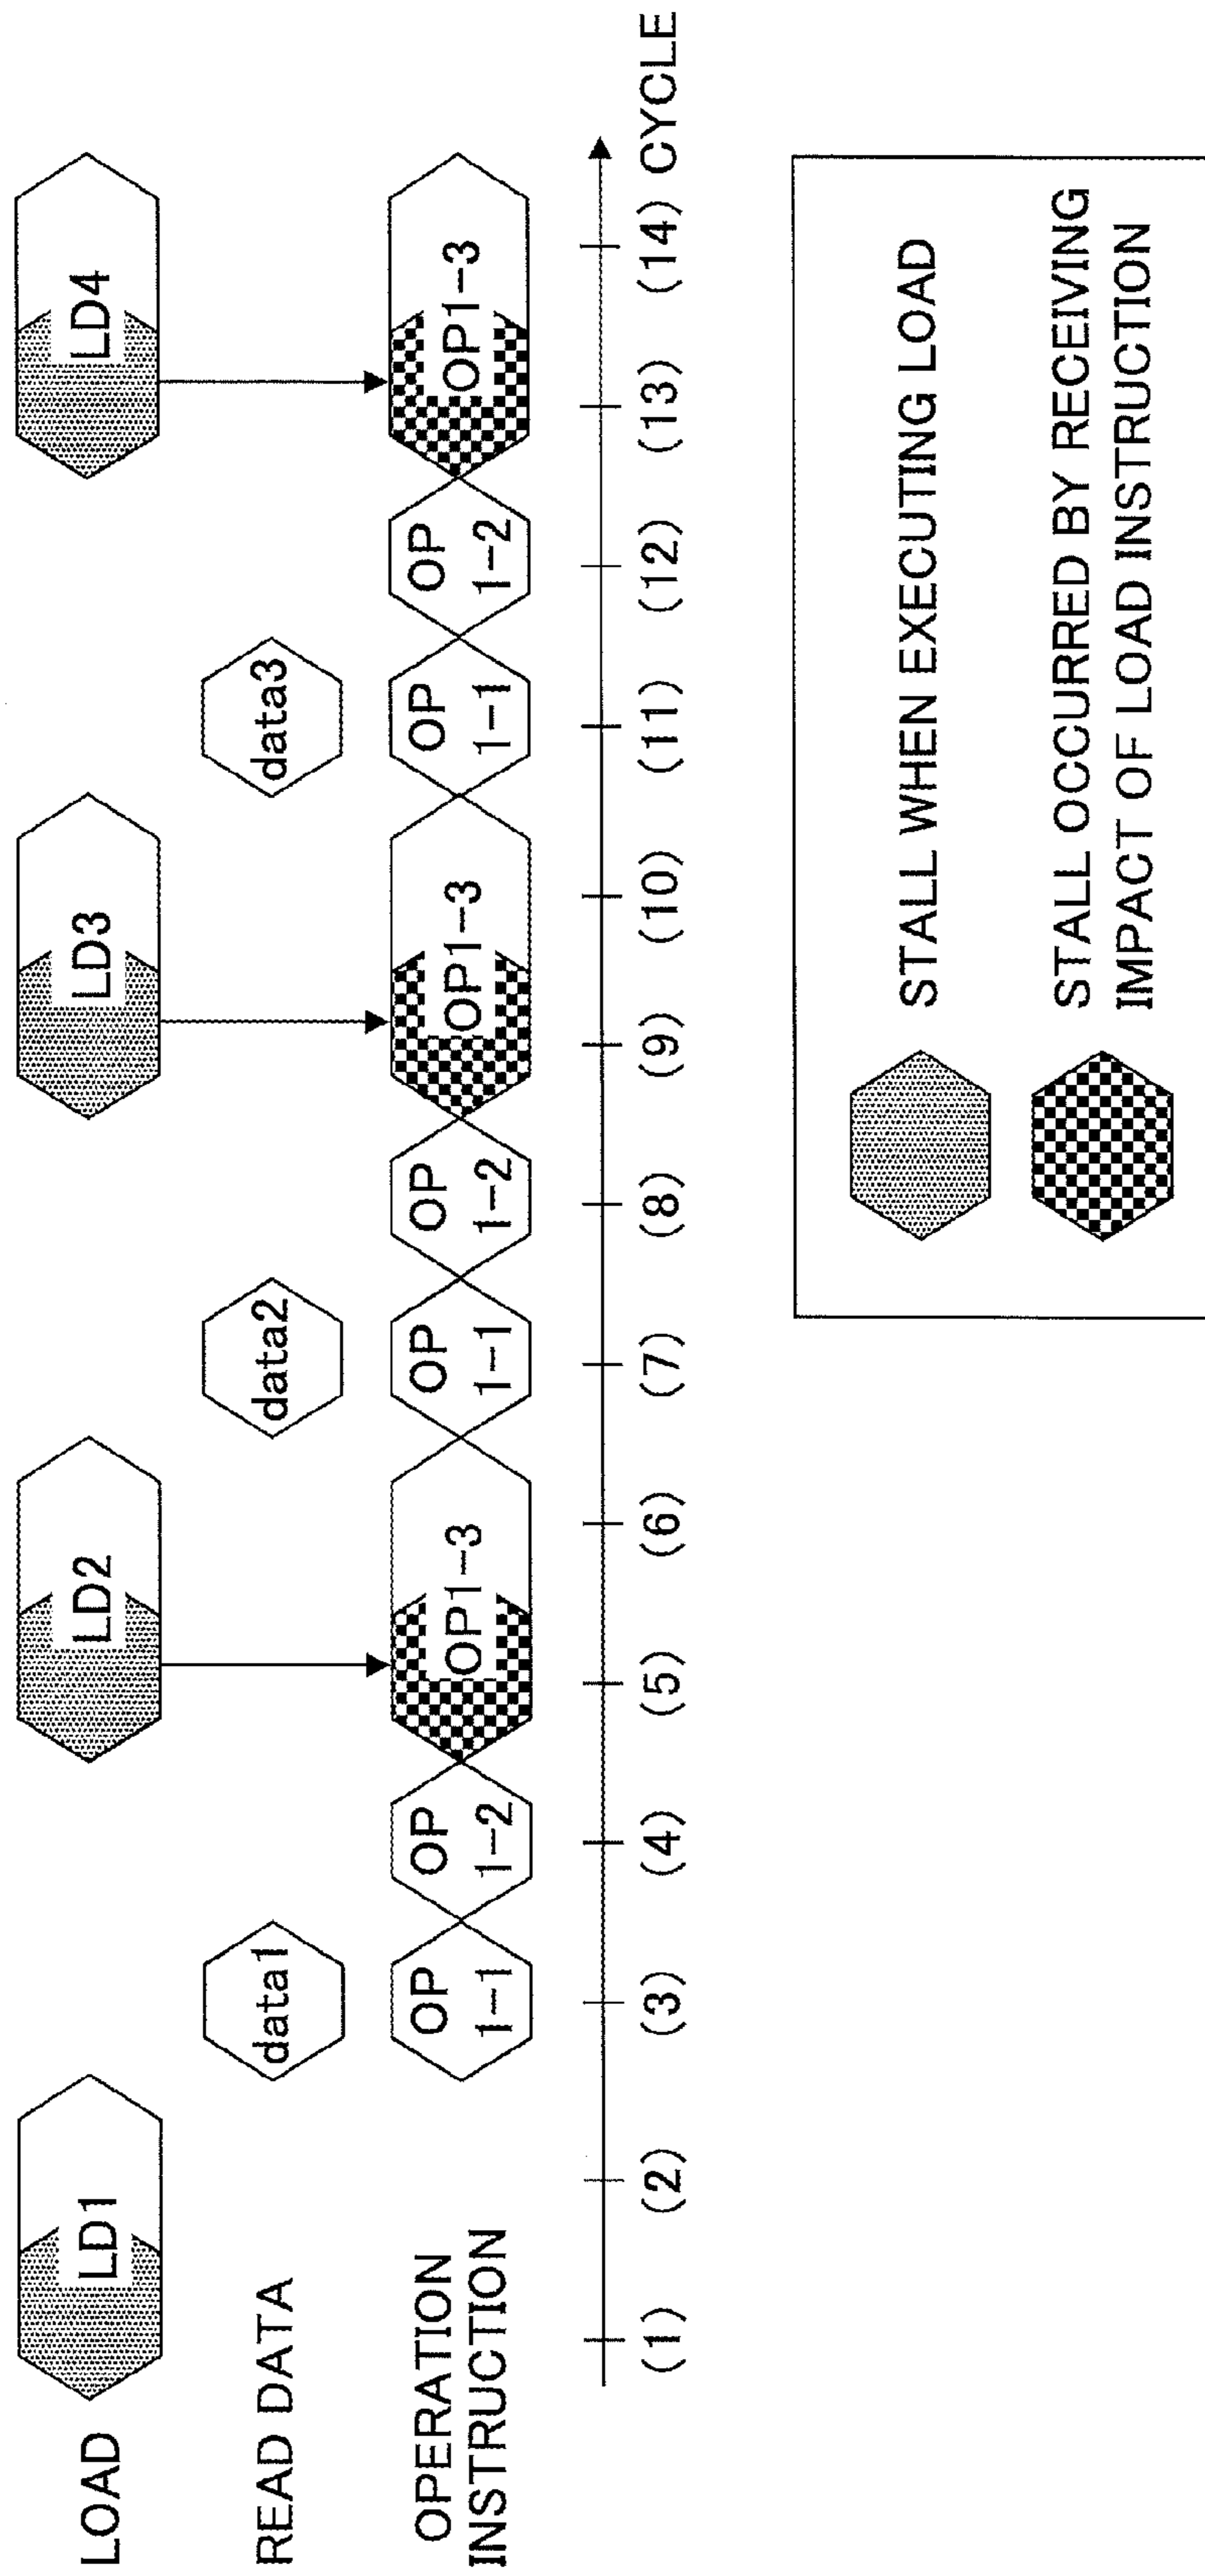 LOAD
LD1
LD2
LD3
LD4
READ DATA
data1
data2
data3
OPERATION
INSTRUCTION
OP
1-1
OP
1-2
OP1-3
OP
1-1
OP
1-2
OP1-3
OP
1-1
OP
1-2
OP1-3
(1) (2) (3) (4) (5) (6) (7) (8) (9) (10) (11) (12) (13) (14) CYCLE
STALL WHEN EXECUTING LOAD
STALL OCCURRED BY RECEIVING
IMPACT OF LOAD INSTRUCTION